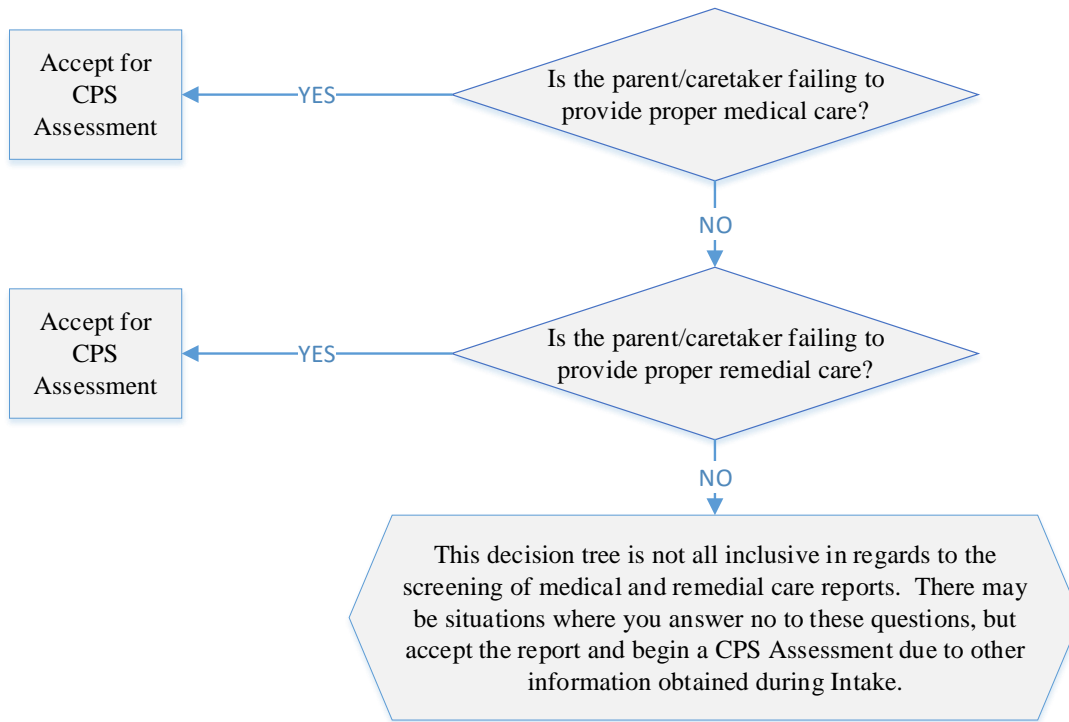 Accept for
CPS
Assessment
YES
Is the parent/caretaker failing to
provide proper medical care?
NO
Accept for
CPS
Assessment
YES
Is the parent/caretaker failing to
provide proper remedial care?
NO
This decision tree is not all inclusive in regards to the
screening of medical and remedial care reports.  There may
be situations where you answer no to these questions, but
accept the report and begin a CPS Assessment due to other
information obtained during Intake.